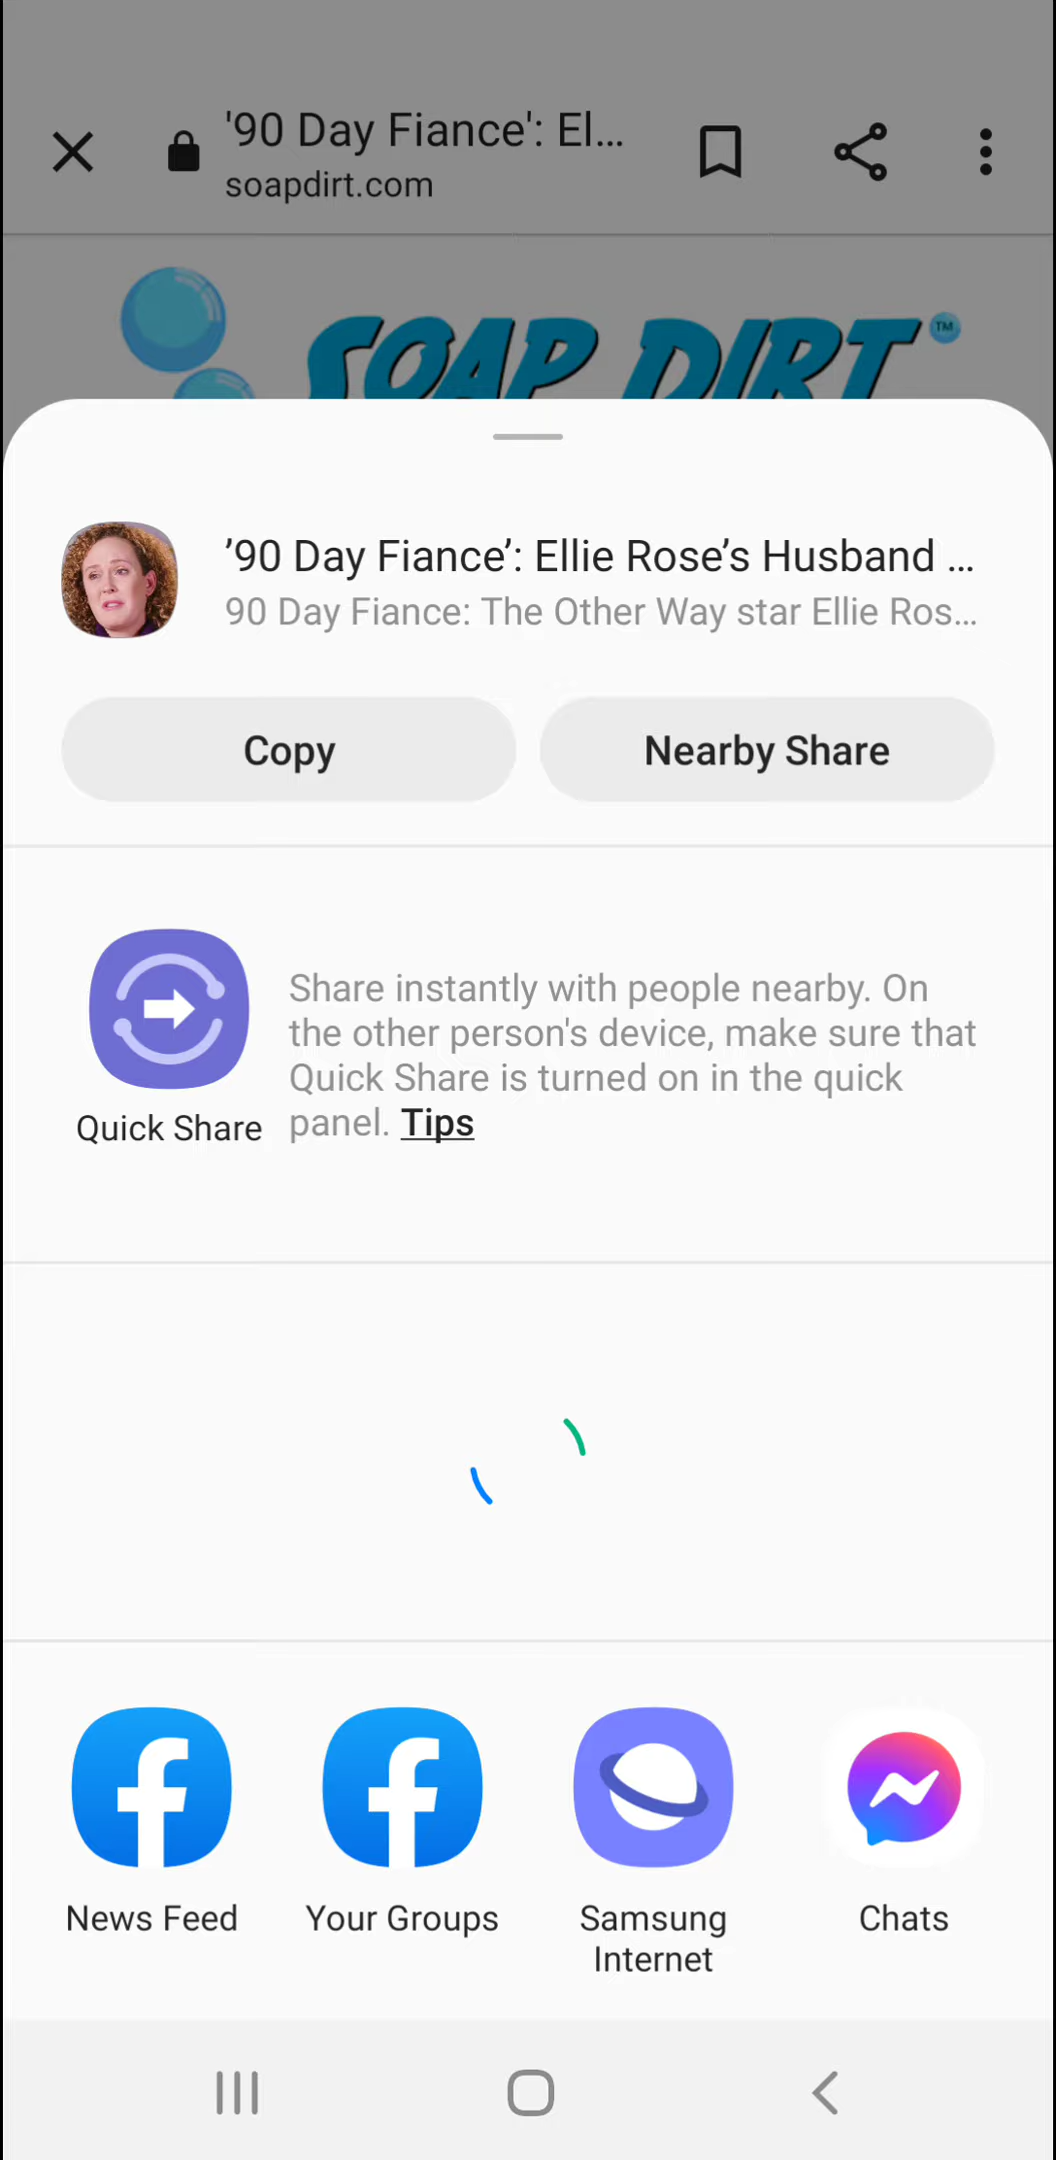 '90 Day Fiance': El...
soapdirt.com
SOAP DIRT
TM
’90 Day Fiance’: Ellie Rose’s Husband ...
90 Day Fiance: The Other Way star Ellie Ros...
Copy
Nearby Share
Share instantly with people nearby. On
the other person's device, make sure that
Quick Share is turned on in the quick
panel. Tips
Quick Share
News Feed
Your Groups
Samsung
Internet
Chats